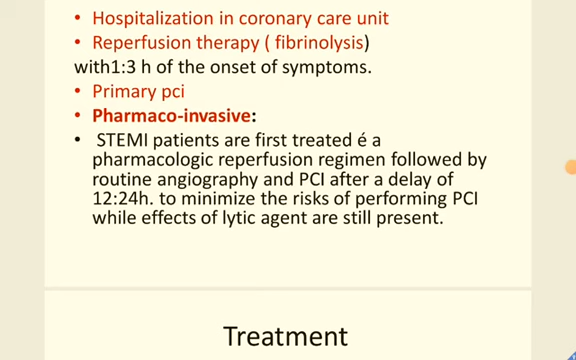 • Hospitalization in coronary care unit
• Reperfusion therapy ( fibrinolysis)
with1:3 h of the onset of symptoms.
• Primary pci
• Pharmaco-invasive:
• STEMI patients are first treated é a
pharmacologic reperfusion regimen followed by
routine angiography and PCI after a delay of
12:24h. to minimize the risks of performing PCI
while effects of lytic agent are still present.
Treatment